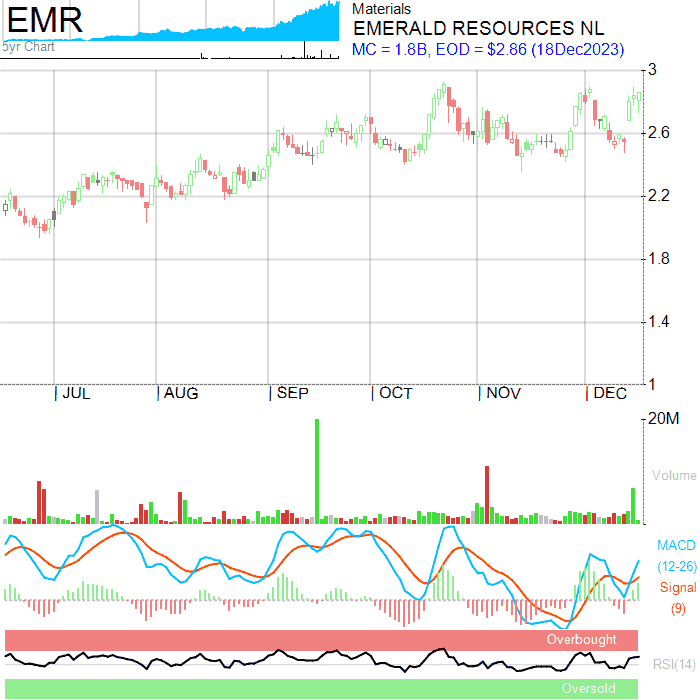 EMR
5yr Chart
Materials
EMERALD RESOURCES NL
MC = 1.8B, EOD = $2.86 (18Dec2023)
3
2.6
2.2
1.8
1.4
1
JUL AUG SEP OCT NOV DEC
20M
Volume
MACD
(12-26)
Signal
(9)
Overbought
RSI(14)
Oversold